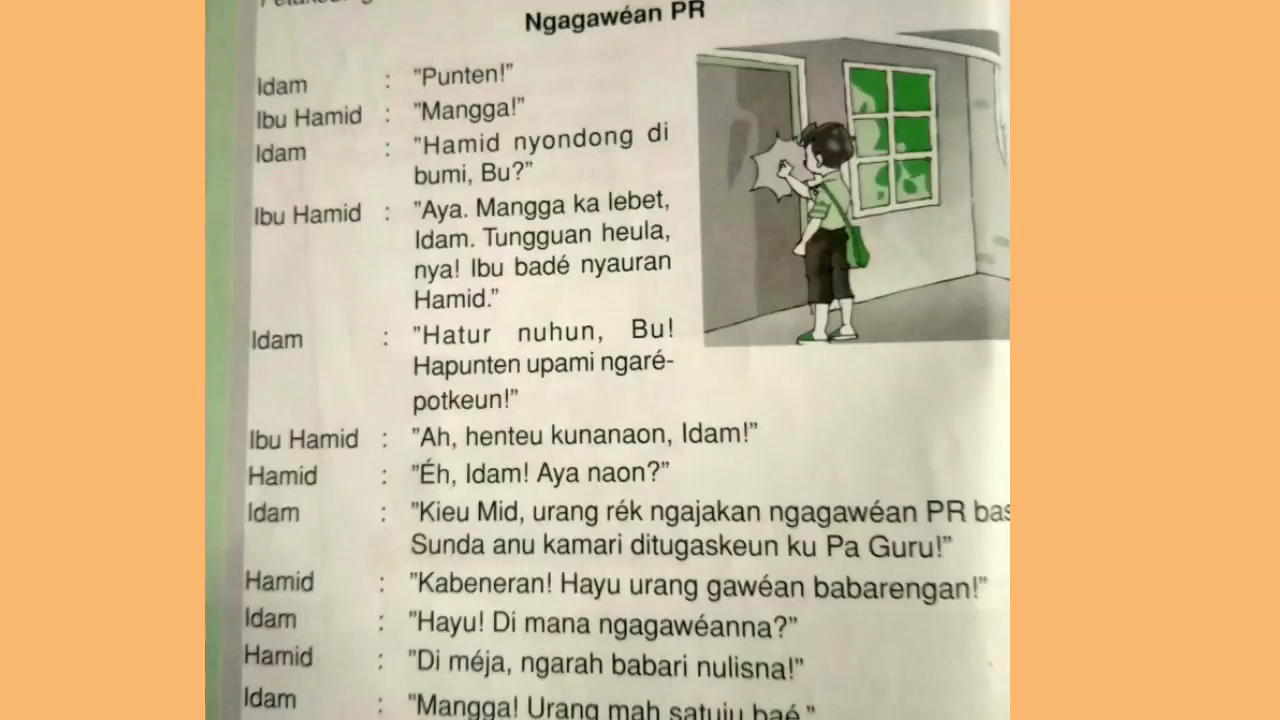 Ngagawéan PR
Idam : "Punten!"
Ibu Hamid : "Mangga!"
Idam : "Hamid nyondong di
bumi, Bu?"
Ibu Hamid : "Aya. Mangga ka lebet,
Idam. Tungguan heula,
nya! Ibu badé nyauran
Hamid."
Idam : "Hatur nuhun, Bu!
Hapunten upami ngaré-
potkeun!"
Ibu Hamid : "Ah, henteu kunanaon, Idam!"
Hamid : "Éh, Idam! Aya naon?"
Idam : "Kieu Mid, urang rék ngajakan ngagawéan PR bas
Sunda anu kamari ditugaskeun ku Pa Guru!"
Hamid : "Kabeneran! Hayu urang gawéan babarengan!"
Idam : "Hayu! Di mana ngagawéanna?"
Hamid : "Di méja, ngarah babari nulisna!"
Idam : "Mangga! Urang mah satuju baé."